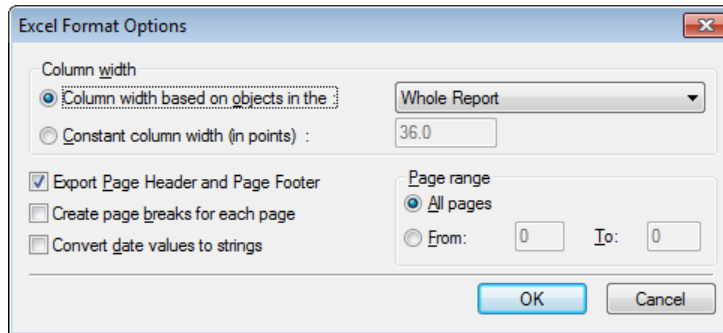 Excel Format Options
Column width
Column width based on objects in the : Whole Report
Constant column width (in points) : 36.0
Export Page Header and Page Footer
Create page breaks for each page
Convert date values to strings
Page range
All pages
From: 0 To: 0
OK Cancel